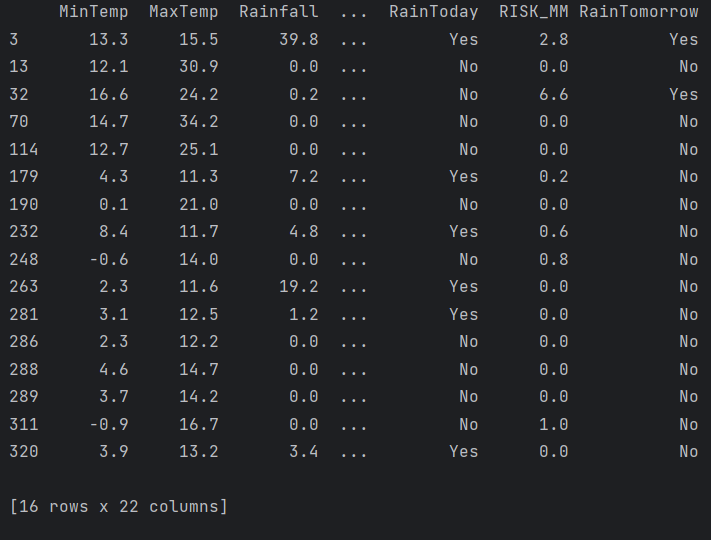 MinTemp MaxTemp Rainfall ... RainToday RISK_MM RainTomorrow
3 13.3 15.5 39.8 ... Yes 2.8 Yes
13 12.1 30.9 0.0 ... No 0.0 No
32 16.6 24.2 0.2 ... No 6.6 Yes
70 14.7 34.2 0.0 ... No 0.0 No
114 12.7 25.1 0.0 ... No 0.0 No
179 4.3 11.3 7.2 ... Yes 0.2 No
190 0.1 21.0 0.0 ... No 0.0 No
232 8.4 11.7 4.8 ... Yes 0.6 No
248 -0.6 14.0 0.0 ... No 0.8 No
263 2.3 11.6 19.2 ... Yes 0.0 No
281 3.1 12.5 1.2 ... Yes 0.0 No
286 2.3 12.2 0.0 ... No 0.0 No
288 4.6 14.7 0.0 ... No 0.0 No
289 3.7 14.2 0.0 ... No 0.0 No
311 -0.9 16.7 0.0 ... No 1.0 No
320 3.9 13.2 3.4 ... Yes 0.0 No
[16 rows x 22 columns]